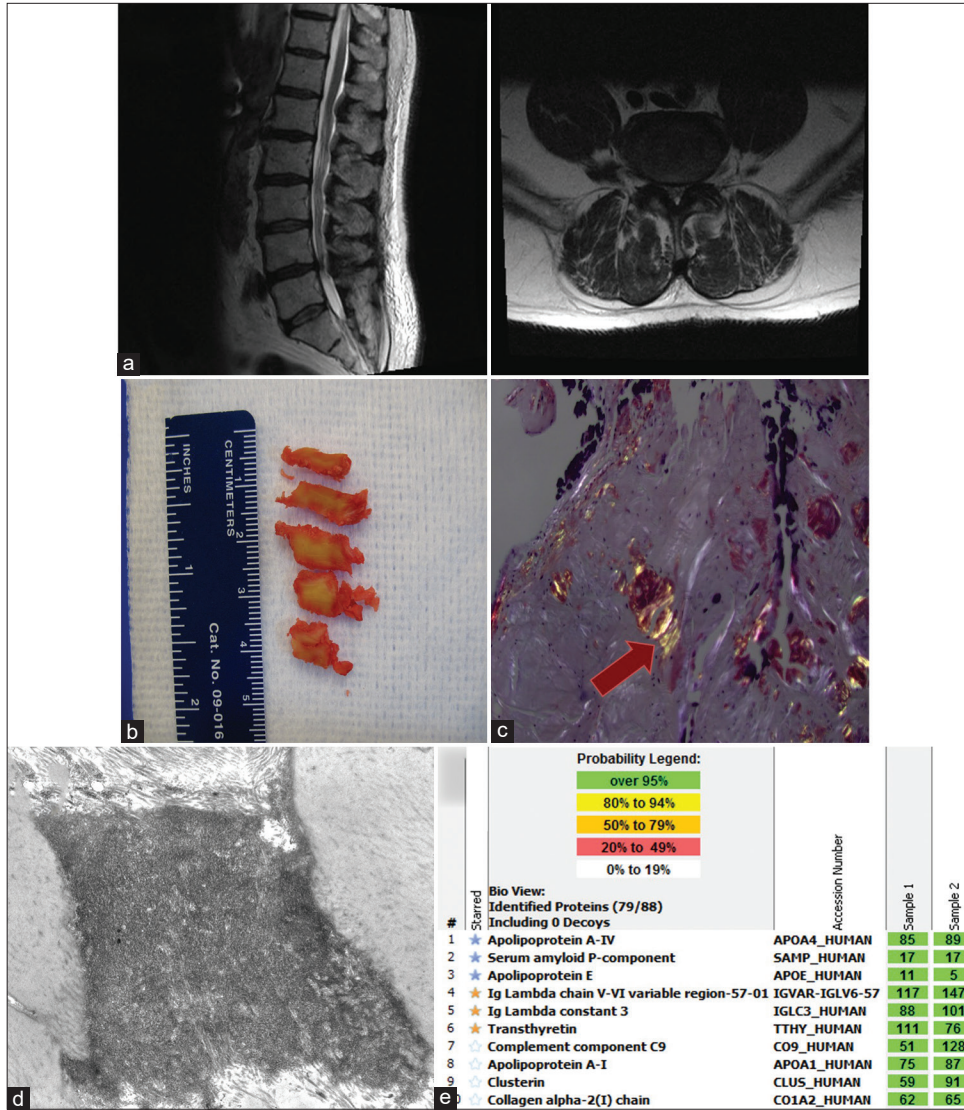 a
INCHES
CENTIMETERS
1
2
3
4
5
1
2
Cat. No. 09-016
b
c
d
e
Probability Legend:
over 95%
80% to 94%
50% to 79%
20% to 49%
0% to 19%
Bio View:
Identified Proteins (79/88)
Including 0 Decoys
# Starred Accession Number Sample 1 Sample 2
1 Apolipoprotein A-IV APOA4_HUMAN 85 89
2 Serum amyloid P-component SAMP_HUMAN 17 17
3 Apolipoprotein E APOE_HUMAN 11 5
4 Ig Lambda chain V-VI variable region-57-01 IGVAR-IGLV6-57 117 147
5 Ig Lambda constant 3 IGLC3_HUMAN 88 101
6 Transthyretin TTHY_HUMAN 111 76
7 Complement component C9 CO9_HUMAN 51 128
8 Apolipoprotein A-I APOA1_HUMAN 75 87
9 Clusterin CLUS_HUMAN 59 91
0 Collagen alpha-2(I) chain CO1A2_HUMAN 62 65